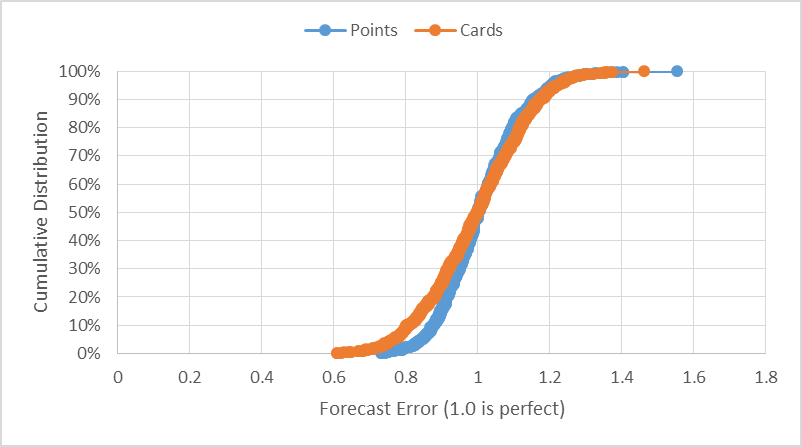 Points Cards
100%
90%
80%
70%
60%
50%
40%
30%
20%
10%
0%
Cumulative Distribution
0 0.2 0.4 0.6 0.8 1 1.2 1.4 1.6 1.8
Forecast Error (1.0 is perfect)